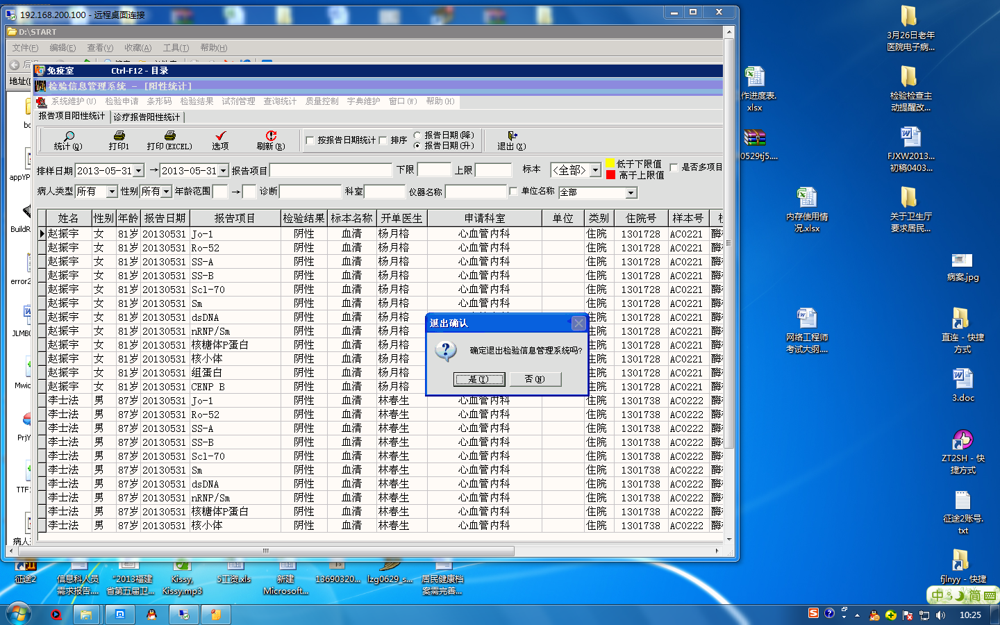 192.168.200.100 - 远程桌面连接
D:\START
文件(F) 编辑(E) 查看(V) 收藏(A) 工具(T) 帮助(H)
地址(
免疫室 Ctrl-F12 - 目录
检验信息管理系统 - [阳性统计]
系统维护(U) 检验申请 条形码 检验结果 试剂管理 查询统计 质量控制 字典维护 窗口(W) 帮助(H)
报告项目阳性统计 诊疗报告阳性统计
统计(Q) 打印1 打印(EXCEL) 选项 刷新(R) 按报告日期统计 排序 报告日期(降) 报告日期(升) 退出(X)
排样日期 2013-05-31 → 2013-05-31 报告项目 下限 上限 标本 <全部> 低于下限值 高于上限值 是否多项目
病人类型 所有 性别 所有 年龄范围 → 诊断 科室 仪器名称 单位名称 全部
姓名 性别 年龄 报告日期 报告项目 检验结果 标本名称 开单医生 申请科室 单位 类别 住院号 样本号
赵振宇 女 81岁 20130531 Jo-1 阴性 血清 杨月榕 心血管内科 住院 1301728 AC0221 酶
赵振宇 女 81岁 20130531 Ro-52 阴性 血清 杨月榕 心血管内科 住院 1301728 AC0221 酶
赵振宇 女 81岁 20130531 SS-A 阴性 血清 杨月榕 心血管内科 住院 1301728 AC0221 酶
赵振宇 女 81岁 20130531 SS-B 阴性 血清 杨月榕 心血管内科 住院 1301728 AC0221 酶
赵振宇 女 81岁 20130531 Scl-70 阴性 血清 杨月榕 心血管内科 住院 1301728 AC0221 酶
赵振宇 女 81岁 20130531 Sm 阴性 血清 杨月榕 心血管内科 住院 1301728 AC0221 酶
赵振宇 女 81岁 20130531 dsDNA 阴性 血清 杨月榕 住院 1301728 AC0221 酶
赵振宇 女 81岁 20130531 nRNP/Sm 阴性 血清 杨月榕 住院 1301728 AC0221 酶
赵振宇 女 81岁 20130531 核糖体P蛋白 阴性 血清 杨月榕 住院 1301728 AC0221 酶
赵振宇 女 81岁 20130531 核小体 阴性 血清 杨月榕 住院 1301728 AC0221 酶
赵振宇 女 81岁 20130531 组蛋白 阴性 血清 杨月榕 住院 1301728 AC0221 酶
赵振宇 女 81岁 20130531 CENP B 阴性 血清 杨月榕 住院 1301728 AC0221 酶
李士法 男 87岁 20130531 Jo-1 阴性 血清 林春生 心血管内科 住院 1301738 AC0222 酶
李士法 男 87岁 20130531 Ro-52 阴性 血清 林春生 心血管内科 住院 1301738 AC0222 酶
李士法 男 87岁 20130531 SS-A 阴性 血清 林春生 心血管内科 住院 1301738 AC0222 酶
李士法 男 87岁 20130531 SS-B 阴性 血清 林春生 心血管内科 住院 1301738 AC0222 酶
李士法 男 87岁 20130531 Scl-70 阴性 血清 林春生 心血管内科 住院 1301738 AC0222 酶
李士法 男 87岁 20130531 Sm 阴性 血清 林春生 心血管内科 住院 1301738 AC0222 酶
李士法 男 87岁 20130531 dsDNA 阴性 血清 林春生 心血管内科 住院 1301738 AC0222 酶
李士法 男 87岁 20130531 nRNP/Sm 阴性 血清 林春生 心血管内科 住院 1301738 AC0222 酶
李士法 男 87岁 20130531 核糖体P蛋白 阴性 血清 林春生 心血管内科 住院 1301738 AC0222 酶
李士法 男 87岁 20130531 核小体 阴性 血清 林春生 心血管内科 住院 1301738 AC0222 酶
退出确认
确定退出检验信息管理系统吗?
是(Y) 否(N)
bc
appYP
BuildR
error2
JLMB(
Mwic
PrjY
TTF:
病人
3月26日老年
医院电子病...
作进度表.
xlsx
检验检查主
动提醒改...
0529tj5....
FJXW2013...
初稿0403...
内存使用情
况.xlsx
关于卫生厅
要求居民...
病案.jpg
网络工程师
考试大纲....
直连 - 快捷
方式
3.doc
ZT2SH - 快
捷方式
征途2账号.
txt
fjlnyy - 快捷
征途2
信息科人员
需求报告....
"2013福建
省第五届卫...
Kissy,
Kissy.mp3
5工资.xls
新建
Microsoft...
13690320...
lzg0629_s...
居民健康档
案需完善...
中 简
10:25